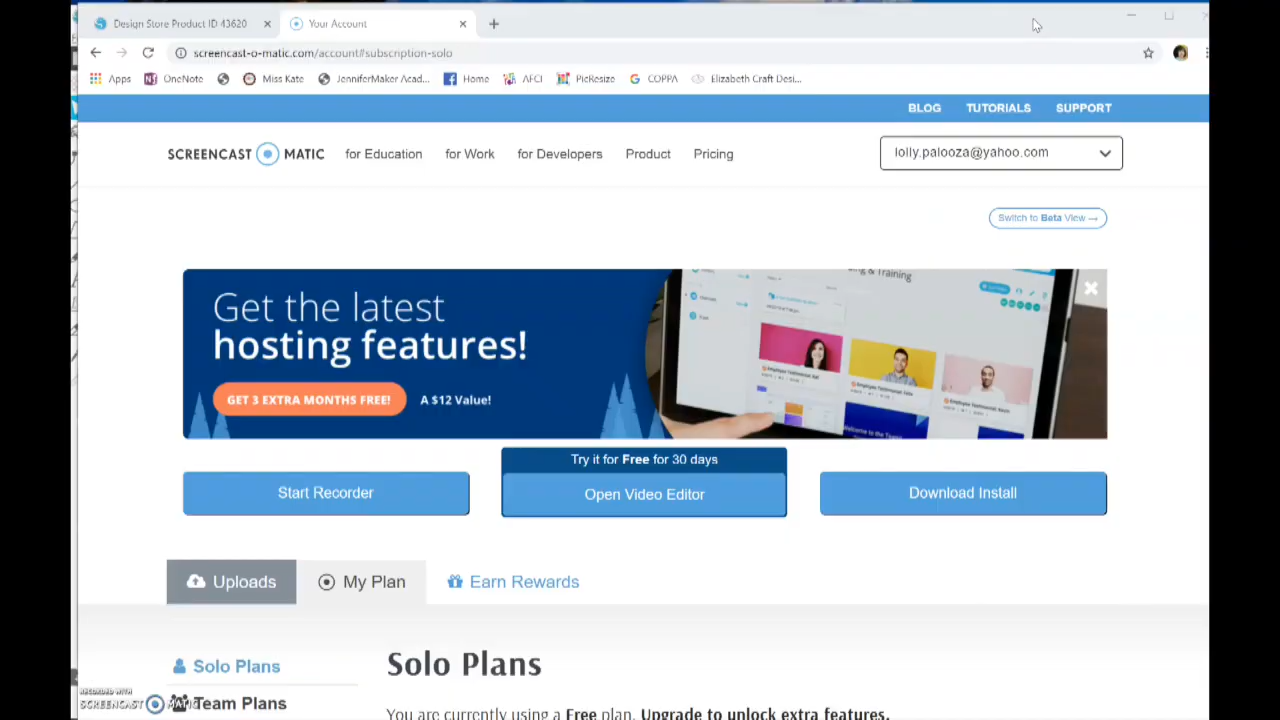 Design Store Product ID 43620
Your Account
screencast-o-matic.com/account#subscription-solo
Apps
OneNote
Miss Kate
JenniferMaker Acad...
Home
AFCI
PicResize
COPPA
Elizabeth Craft Desi...
BLOG TUTORIALS SUPPORT
SCREENCAST MATIC for Education for Work for Developers Product Pricing
lolly.palooza@yahoo.com
Switch to Beta View →
Get the latest
hosting features!
GET 3 EXTRA MONTHS FREE! A $12 Value!
& Training
Try it for Free for 30 days
Start Recorder
Open Video Editor
Download Install
Uploads
My Plan
Earn Rewards
Solo Plans
Solo Plans
Team Plans
RECORDED WITH
SCREENCAST MATIC
You are currently using a Free plan. Upgrade to unlock extra features.